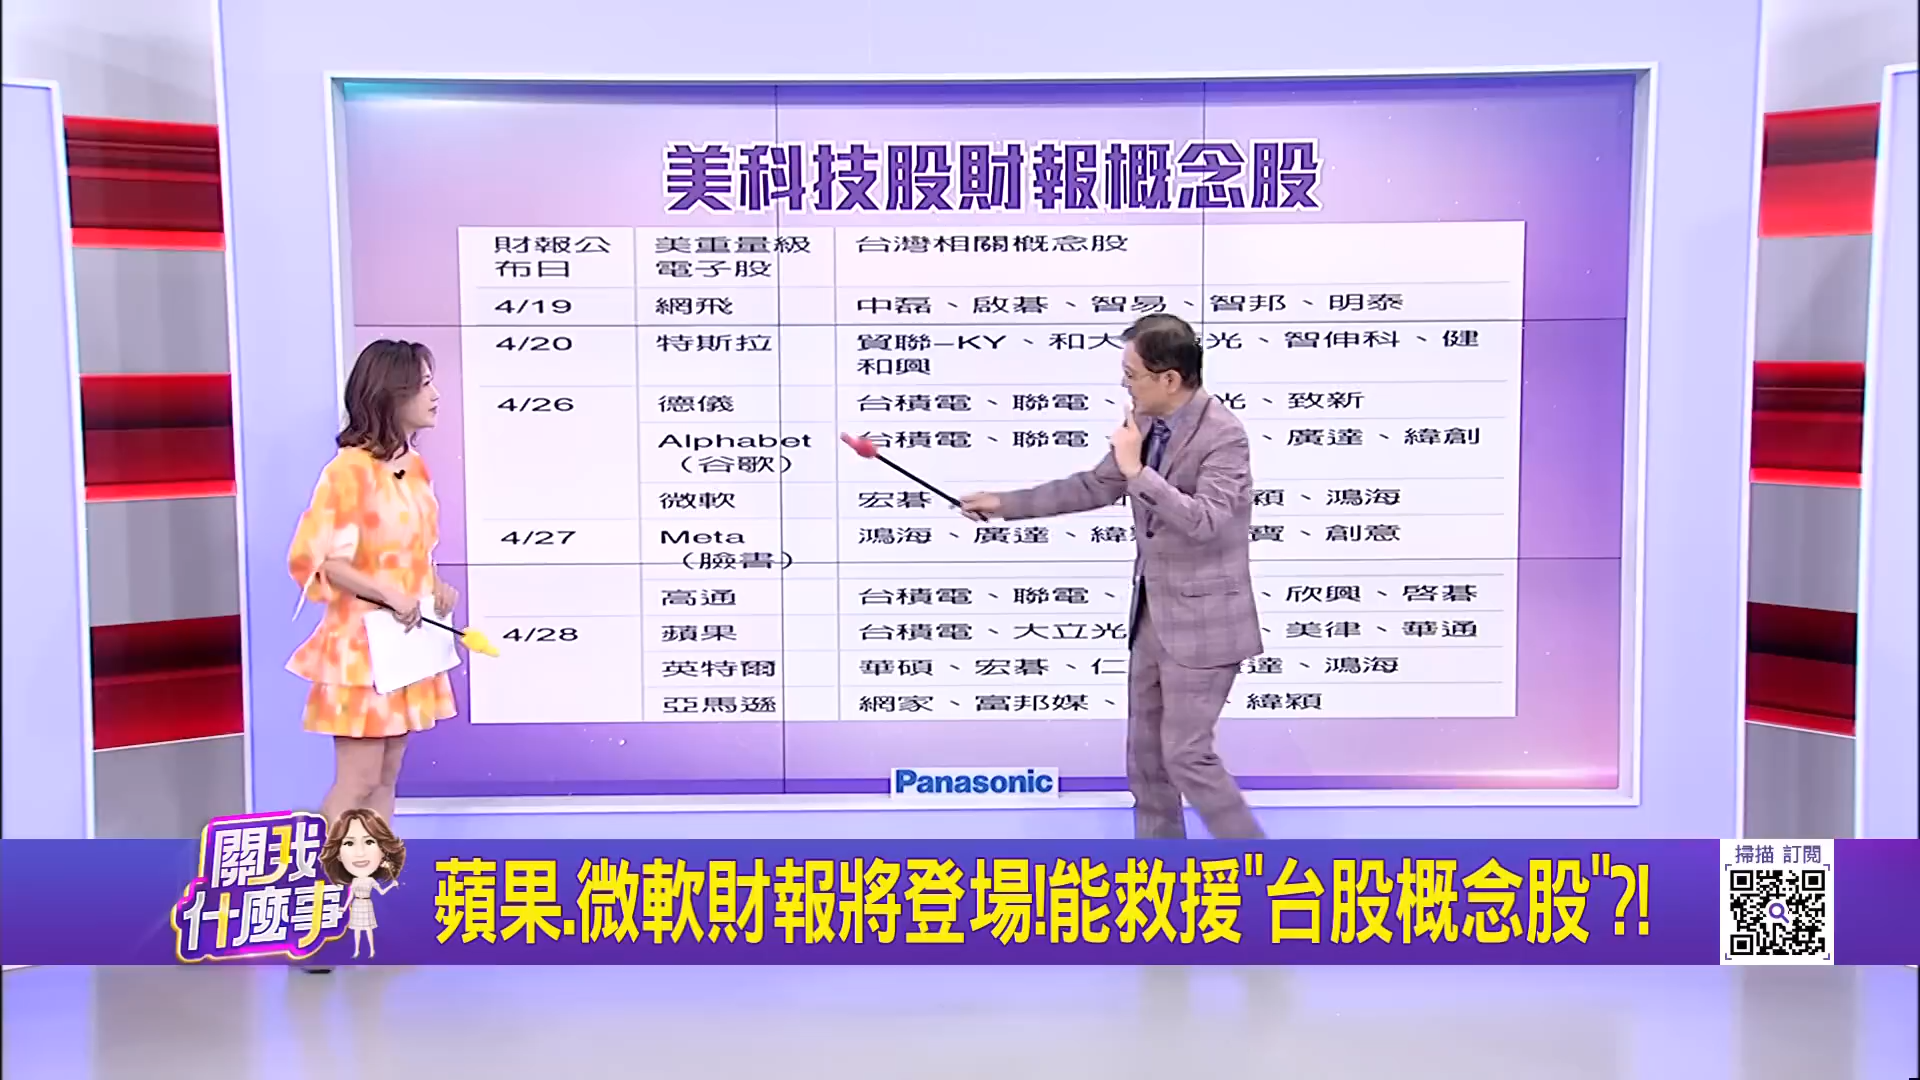 美科技股財報概念股
財報公布日 美重量級電子股 台灣相關概念股
4/19 網飛 中磊、啟碁、智易、智邦、明泰
4/20 特斯拉 貿聯-KY、和大 光、智伸科、健和興
4/26 德儀 台積電、聯電、 光、致新
Alphabet（谷歌） 台積電、聯電、 、廣達、緯創
微軟 宏碁 穎、鴻海
4/27 Meta（臉書） 鴻海、廣達、緯 寶、創意
高通 台積電、聯電、 、欣興、啓碁
4/28 蘋果 台積電、大立光 、美律、華通
英特爾 華碩、宏碁、仁 達、鴻海
亞馬遜 網家、富邦媒、 、緯穎
Panasonic
關我什麼事
蘋果.微軟財報將登場!能救援"台股概念股"?!
掃描 訂閱